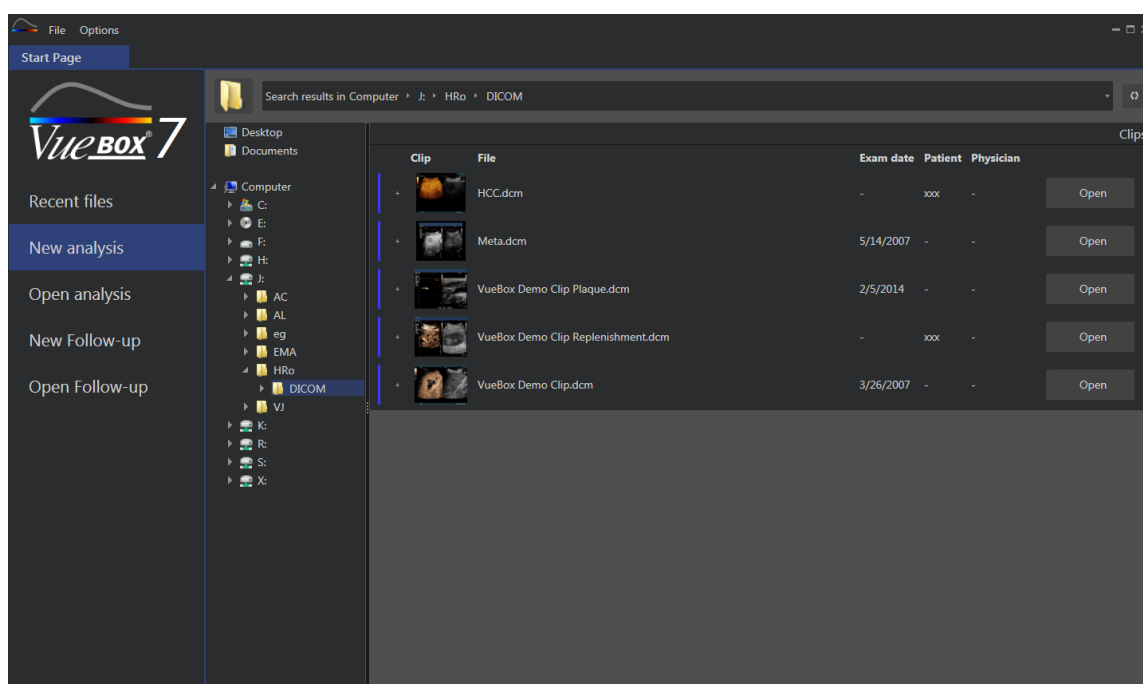 File Options
Start Page
VUEBOX® 7
Recent files
New analysis
Open analysis
New Follow-up
Open Follow-up
Search results in Computer J: HRo DICOM
Desktop
Documents
Computer
C:
E:
F:
H:
J:
AC
AL
eg
EMA
HRo
DICOM
VJ
K:
R:
S:
X:
Clips
Clip File Exam date Patient Physician
+ HCC.dcm - xxx - Open
+ Meta.dcm 5/14/2007 - - Open
+ VueBox Demo Clip Plaque.dcm 2/5/2014 - - Open
+ VueBox Demo Clip Replenishment.dcm - xxx - Open
+ VueBox Demo Clip.dcm 3/26/2007 - - Open